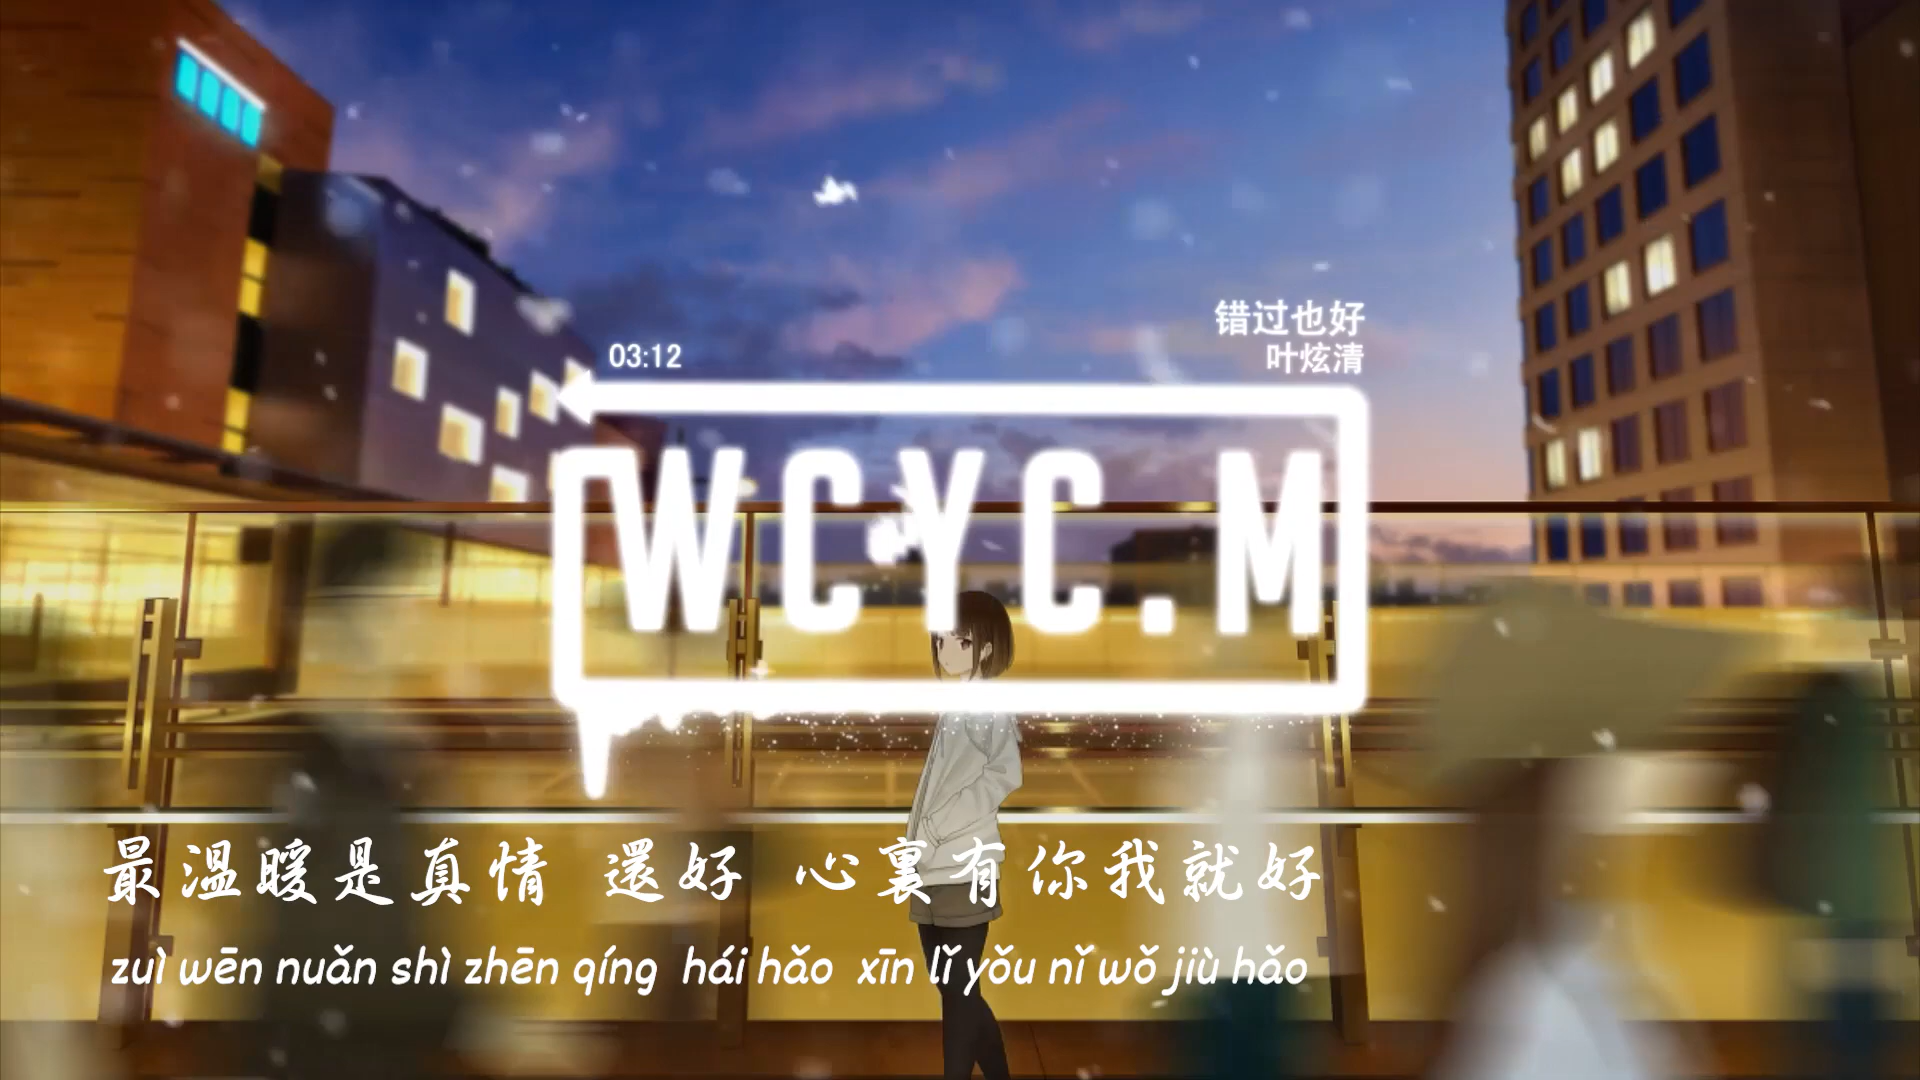 错过也好
03:12
叶炫清
WCYC.M
最溫暖是真情 還好 心裏有你我就好
zuì wēn nuǎn shì zhēn qíng hái hǎo xīn lǐ yǒu nǐ wǒ jiù hǎo